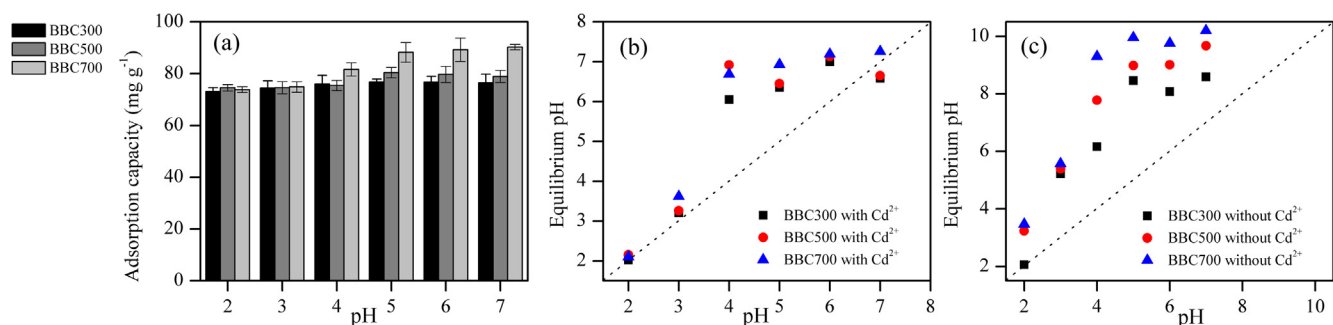 BBC300
BBC500
BBC700
(a)
Adsorption capacity (mg g⁻¹)
100
80
60
40
20
0
2 3 4 5 6 7
pH
(b)
Equilibrium pH
8
7
6
5
4
3
2
BBC300 with Cd²⁺
BBC500 with Cd²⁺
BBC700 with Cd²⁺
2 3 4 5 6 7 8
pH
(c)
Equilibrium pH
10
8
6
4
2
BBC300 without Cd²⁺
BBC500 without Cd²⁺
BBC700 without Cd²⁺
2 4 6 8 10
pH